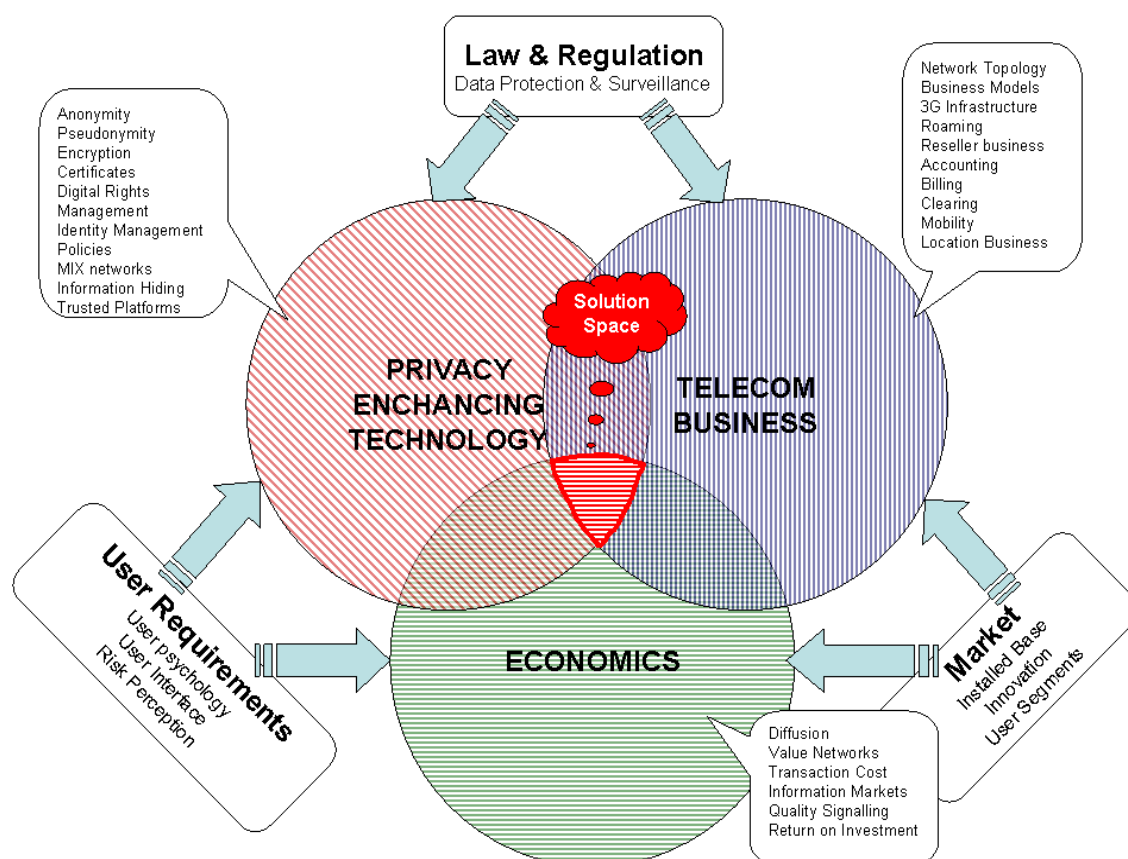 Law & Regulation
Data Protection & Surveillance
Anonymity
Pseudonymity
Encryption
Certificates
Digital Rights
Management
Identity Management
Policies
MIX networks
Information Hiding
Trusted Platforms
Network Topology
Business Models
3G Infrastructure
Roaming
Reseller business
Accounting
Billing
Clearing
Mobility
Location Business
Solution
Space
PRIVACY
ENCHANCING
TECHNOLOGY
TELECOM
BUSINESS
User Requirements
User psychology
User Interface
Risk Perception
ECONOMICS
Market
Installed Base
Innovation
User Segments
Diffusion
Value Networks
Transaction Cost
Information Markets
Quality Signalling
Return on Investment